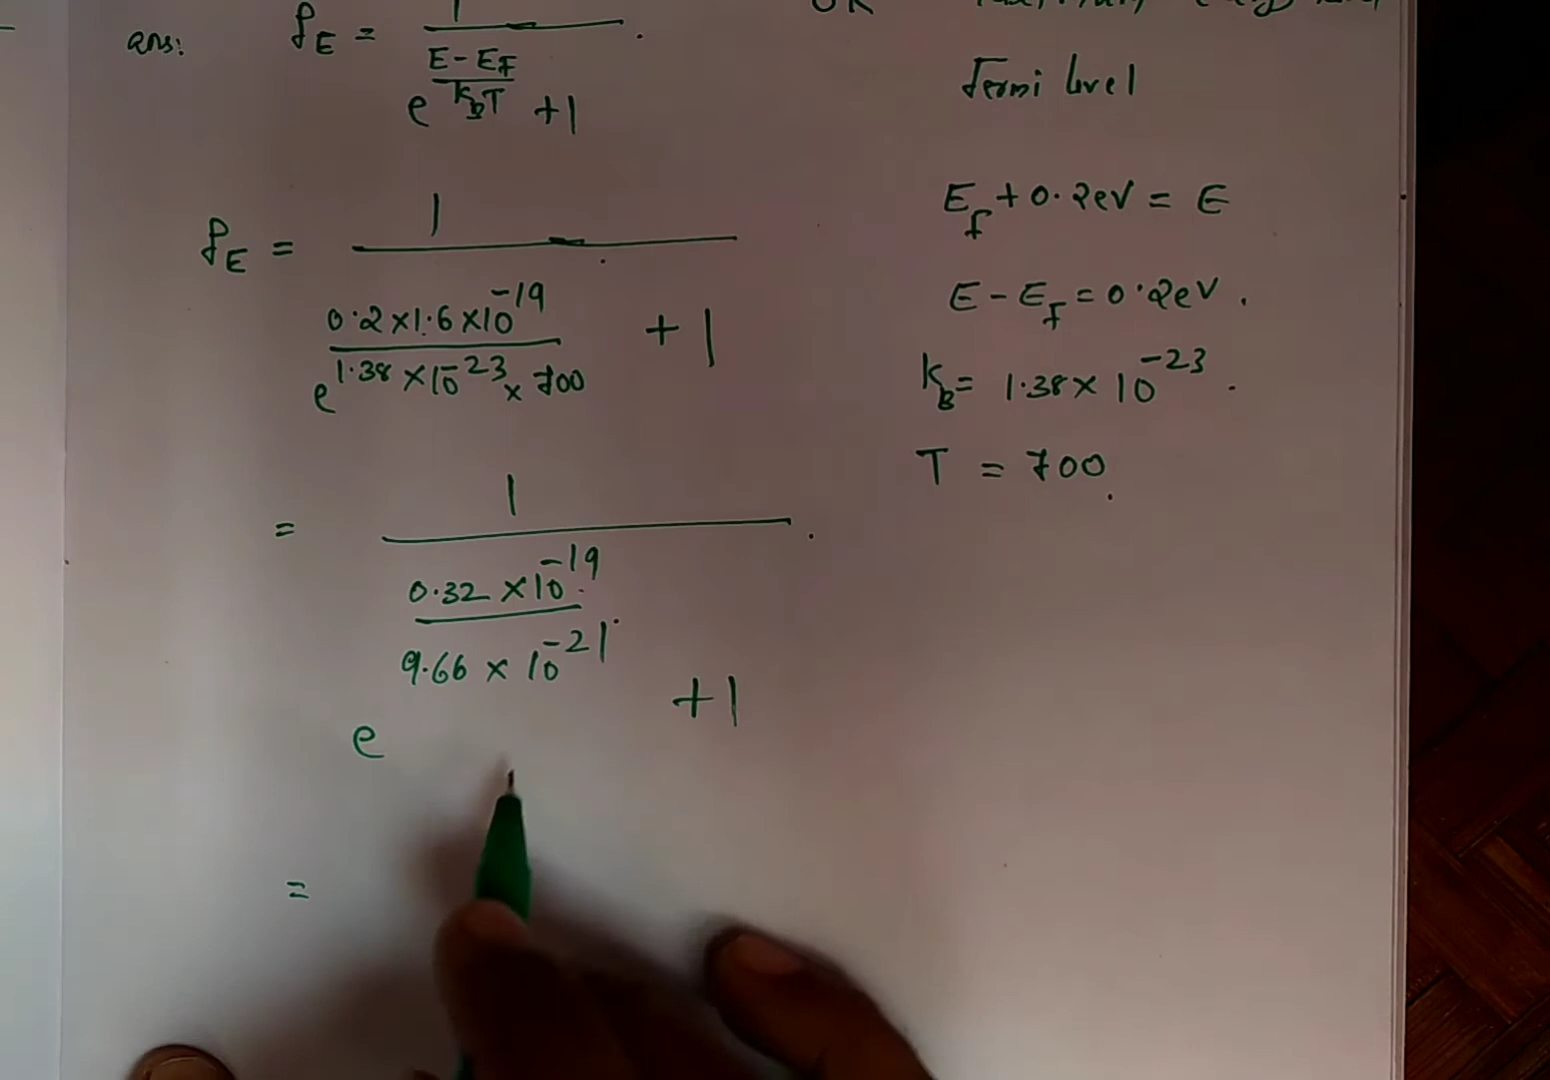 OR
ans: f_E = 1 / (e^((E-E_F)/(k_B T)) + 1).
Fermi level
f_E = 1 / (e^((0.2×1.6×10^-19)/(1.38×10^-23 × 700)) + 1)
E_f + 0.2eV = E
E - E_f = 0.2eV.
k_B = 1.38 × 10^-23.
T = 700.
= 1 / (e^((0.32 × 10^-19)/(9.66 × 10^-21)) + 1).
=